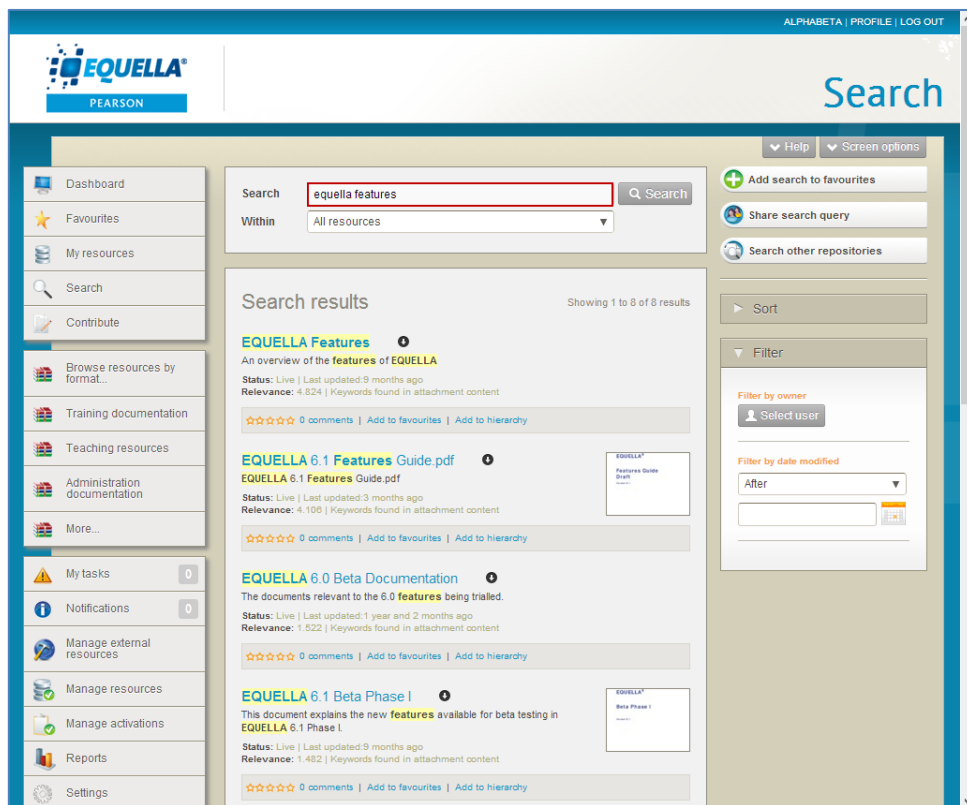 ALPHABETA | PROFILE | LOG OUT
EQUELLA®
PEARSON
Search
Help
Screen options
Dashboard
Favourites
My resources
Search
Contribute
Browse resources by
format...
Training documentation
Teaching resources
Administration
documentation
More...
My tasks 0
Notifications 0
Manage external
resources
Manage resources
Manage activations
Reports
Settings
Search equella features Search
Within All resources
Search results Showing 1 to 8 of 8 results
EQUELLA Features
An overview of the features of EQUELLA
Status: Live | Last updated:9 months ago
Relevance: 4.824 | Keywords found in attachment content
0 comments | Add to favourites | Add to hierarchy
EQUELLA 6.1 Features Guide.pdf
EQUELLA 6.1 Features Guide.pdf
Status: Live | Last updated:3 months ago
Relevance: 4.106 | Keywords found in attachment content
EQUELLA®
Features Guide
Draft
0 comments | Add to favourites | Add to hierarchy
EQUELLA 6.0 Beta Documentation
The documents relevant to the 6.0 features being trialled.
Status: Live | Last updated:1 year and 2 months ago
Relevance: 1.522 | Keywords found in attachment content
0 comments | Add to favourites | Add to hierarchy
EQUELLA 6.1 Beta Phase I
This document explains the new features available for beta testing in
EQUELLA 6.1 Phase I.
Status: Live | Last updated:9 months ago
Relevance: 1.482 | Keywords found in attachment content
EQUELLA®
Beta Phase I
0 comments | Add to favourites | Add to hierarchy
Add search to favourites
Share search query
Search other repositories
Sort
Filter
Filter by owner
Select user
Filter by date modified
After